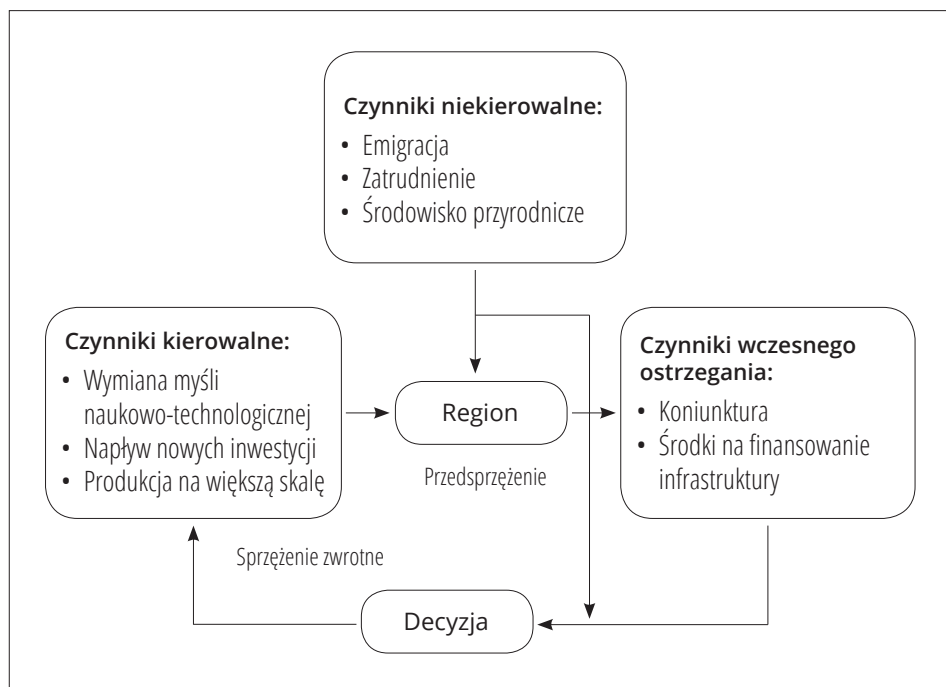 Czynniki niekierowalne:
• Emigracja
• Zatrudnienie
• Środowisko przyrodnicze
Czynniki kierowalne:
• Wymiana myśli
naukowo-technologicznej
• Napływ nowych inwestycji
• Produkcja na większą skalę
Region
Przedsprzężenie
Czynniki wczesnego
ostrzegania:
• Koniunktura
• Środki na finansowanie
infrastruktury
Sprzężenie zwrotne
Decyzja